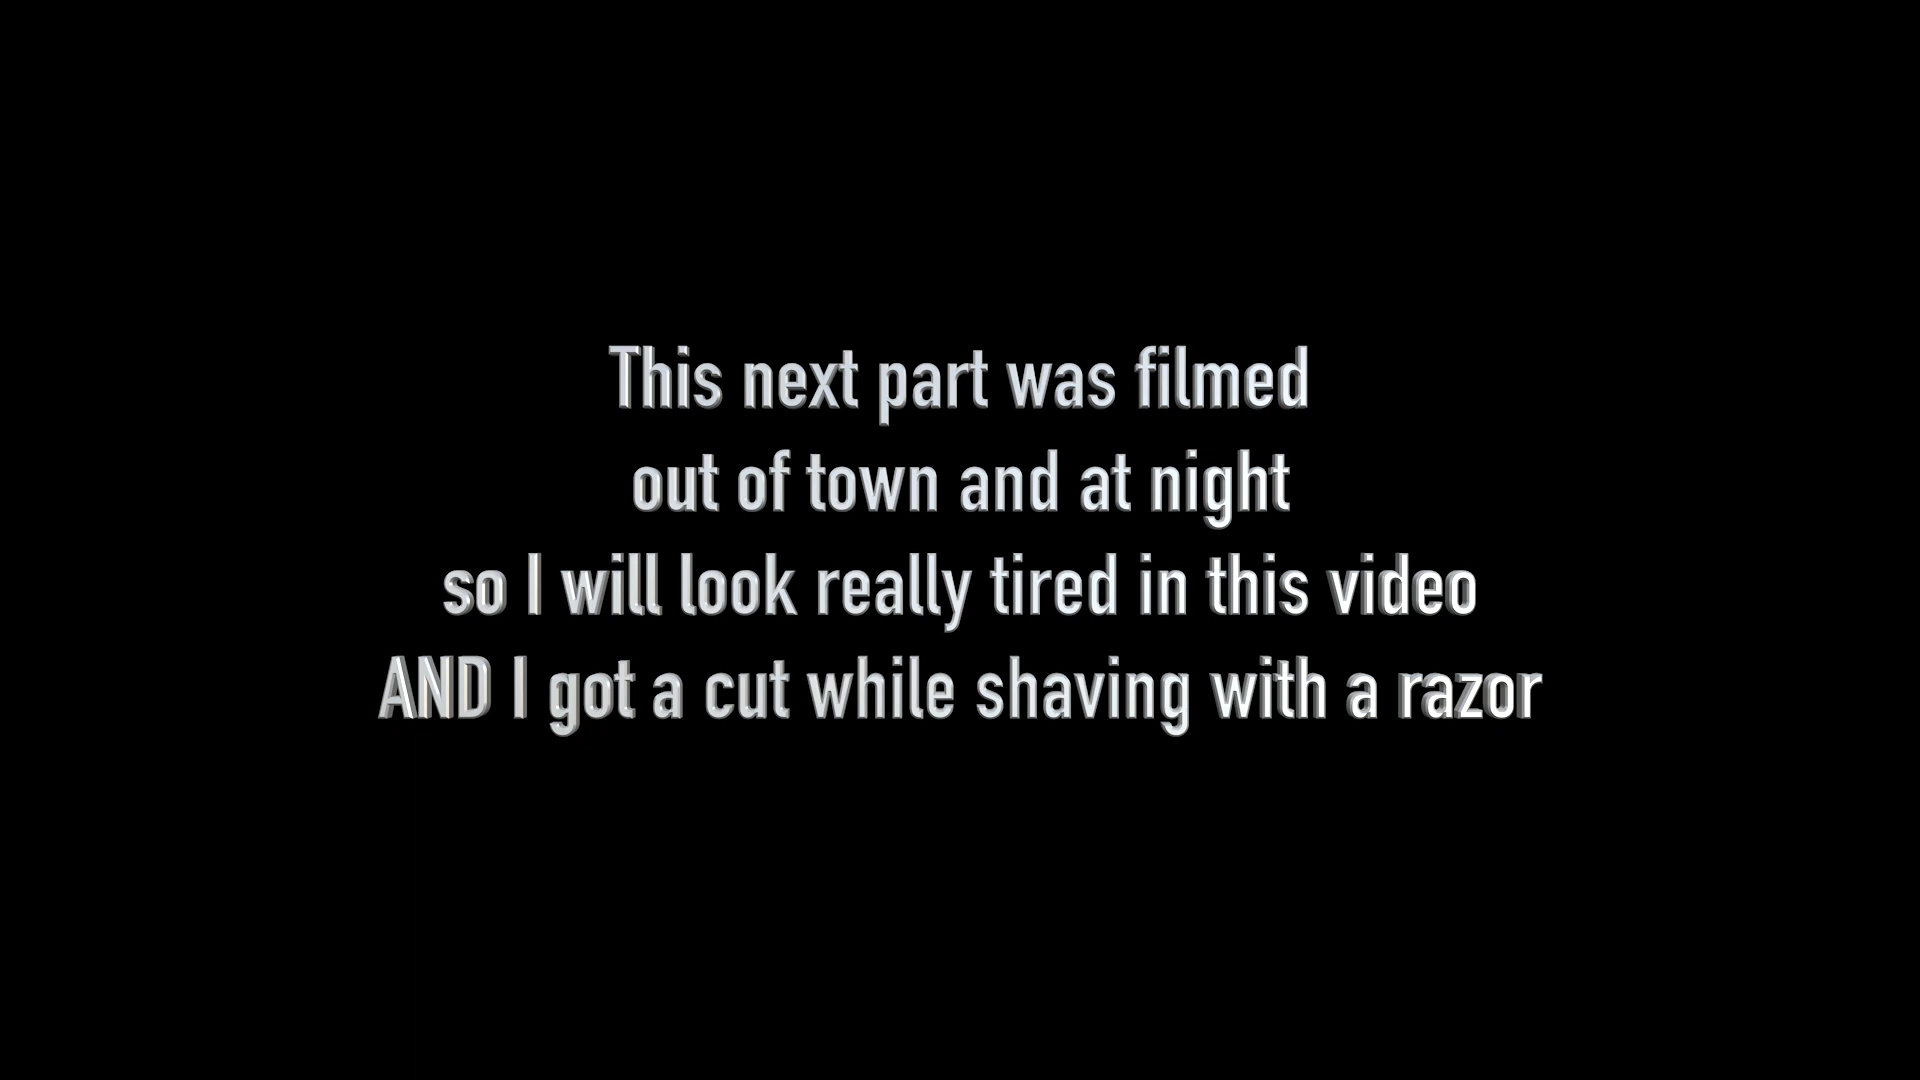 This next part was filmed
out of town and at night
so I will look really tired in this video
AND I got a cut while shaving with a razor